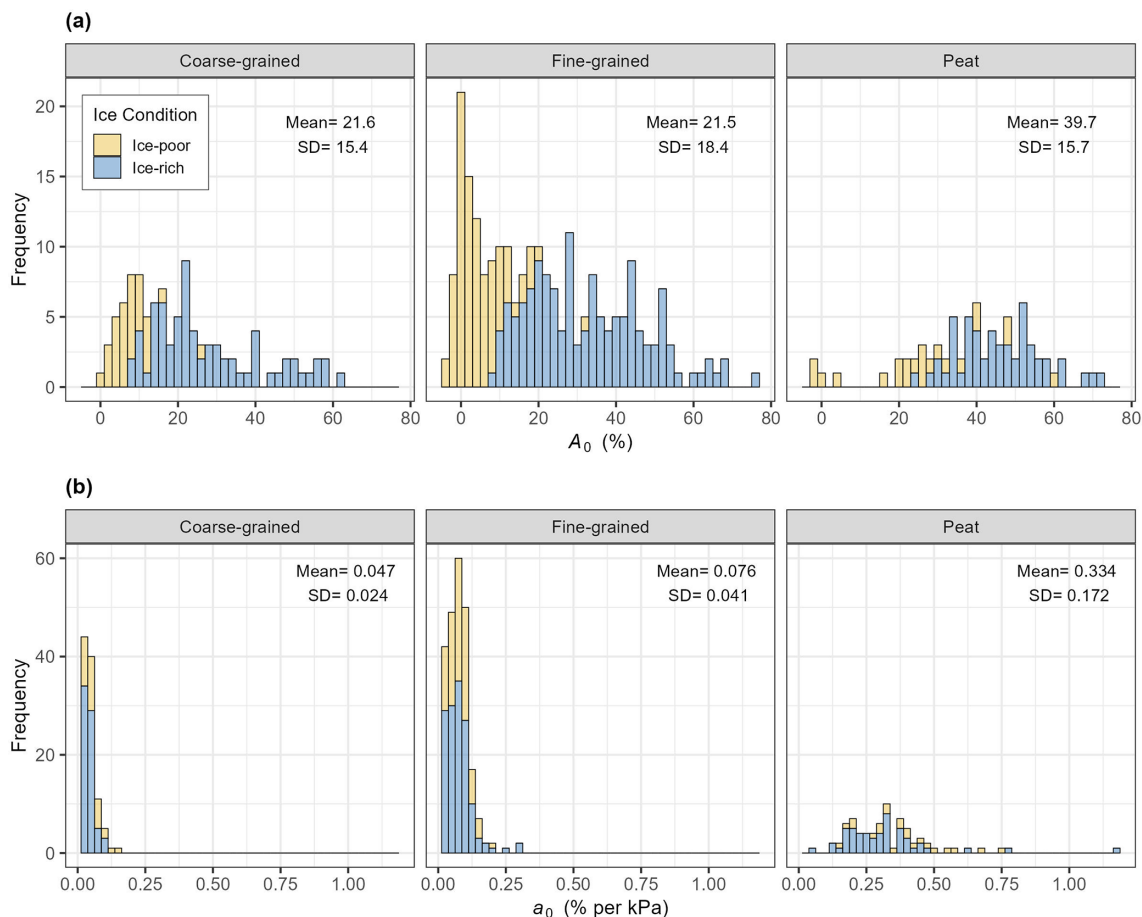 (a)
Coarse-grained
Fine-grained
Peat
Ice Condition
Ice-poor
Ice-rich
Mean= 21.6
SD= 15.4
Mean= 21.5
SD= 18.4
Mean= 39.7
SD= 15.7
Frequency
20
15
10
5
0
0 20 40 60 80
0 20 40 60 80
0 20 40 60 80
A₀ (%)
(b)
Coarse-grained
Fine-grained
Peat
Mean= 0.047
SD= 0.024
Mean= 0.076
SD= 0.041
Mean= 0.334
SD= 0.172
Frequency
60
40
20
0
0.00 0.25 0.50 0.75 1.00
0.00 0.25 0.50 0.75 1.00
0.00 0.25 0.50 0.75 1.00
a₀ (% per kPa)